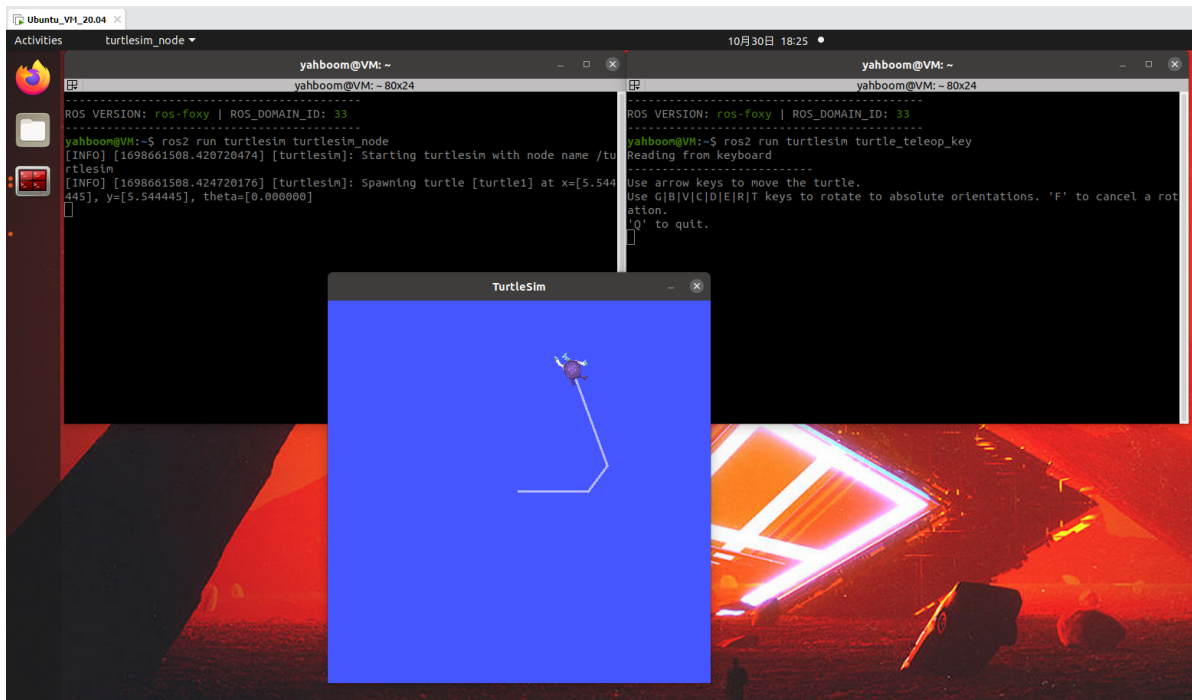 Ubuntu_VM_20.04
Activities
turtlesim_node
10月30日 18:25
yahboom@VM: ~
yahboom@VM: ~ 80x24
-------------------------------------------
ROS VERSION: ros-foxy | ROS_DOMAIN_ID: 33
-------------------------------------------
yahboom@VM:~$ ros2 run turtlesim turtlesim_node
[INFO] [1698661508.420720474] [turtlesim]: Starting turtlesim with node name /tu
rtlesim
[INFO] [1698661508.424720176] [turtlesim]: Spawning turtle [turtle1] at x=[5.544
445], y=[5.544445], theta=[0.000000]
yahboom@VM: ~
yahboom@VM: ~ 80x24
-------------------------------------------
ROS VERSION: ros-foxy | ROS_DOMAIN_ID: 33
-------------------------------------------
yahboom@VM:~$ ros2 run turtlesim turtle_teleop_key
Reading from keyboard
---------------------------
Use arrow keys to move the turtle.
Use G|B|V|C|D|E|R|T keys to rotate to absolute orientations. 'F' to cancel a rot
ation.
'Q' to quit.
TurtleSim